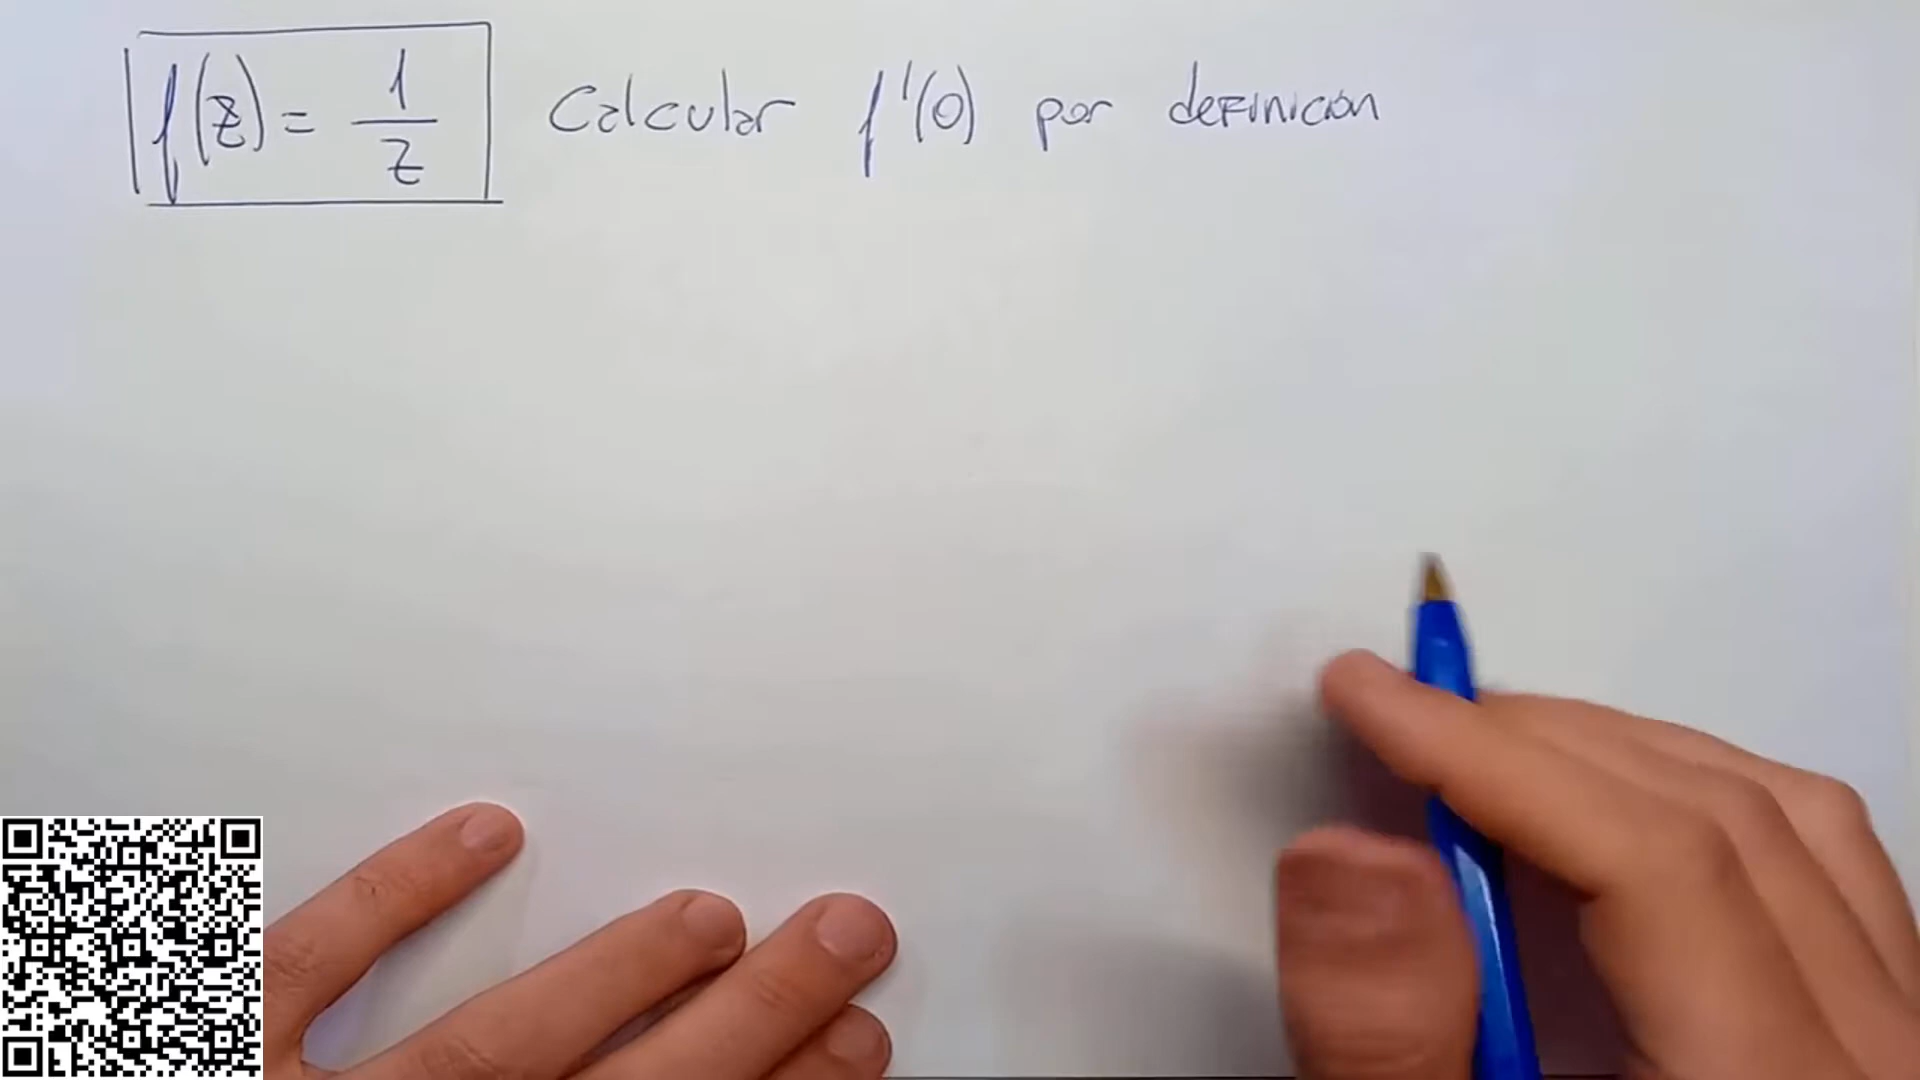 f(z) = 1/z Calcular f'(0) por definición